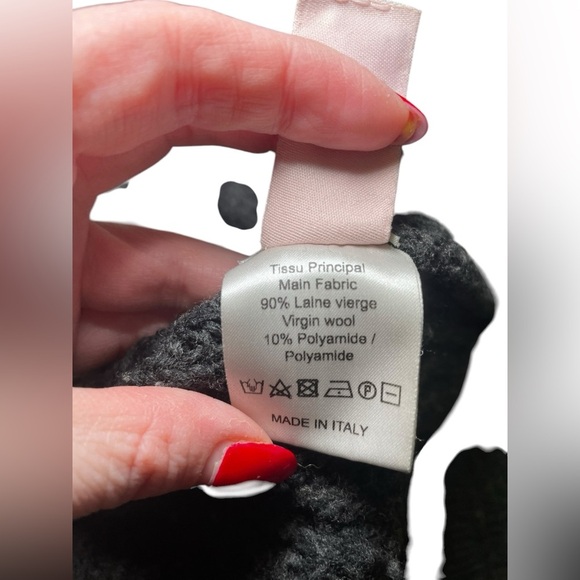 Tissu Principal
Main Fabric
90% Laine vierge
Virgin wool
10% Polyamide /
Polyamide
P
MADE IN ITALY